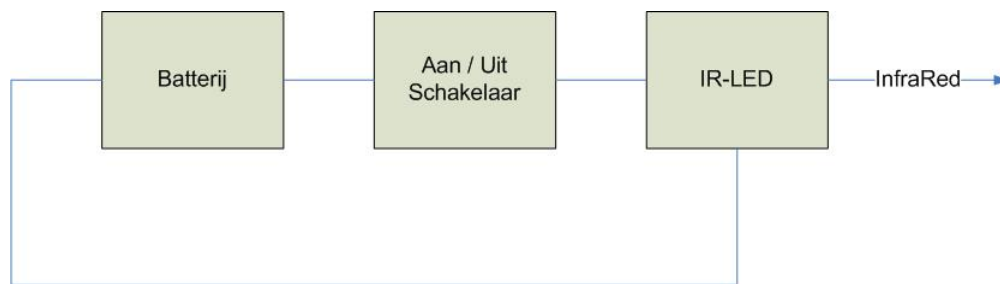 Batterij
Aan / Uit
Schakelaar
IR-LED
InfraRed